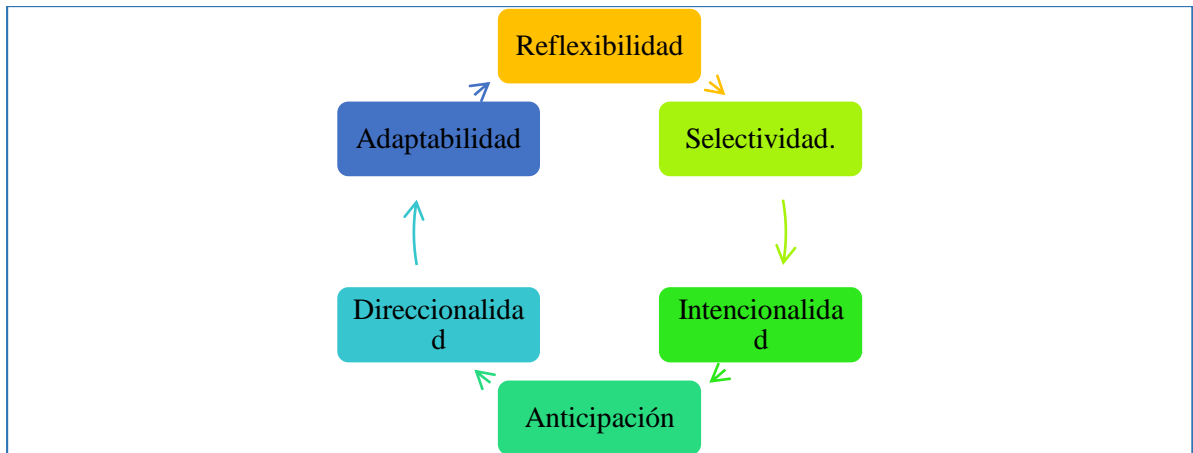 Reflexibilidad
Adaptabilidad
Selectividad.
Direccionalida
d
Intencionalida
d
Anticipación